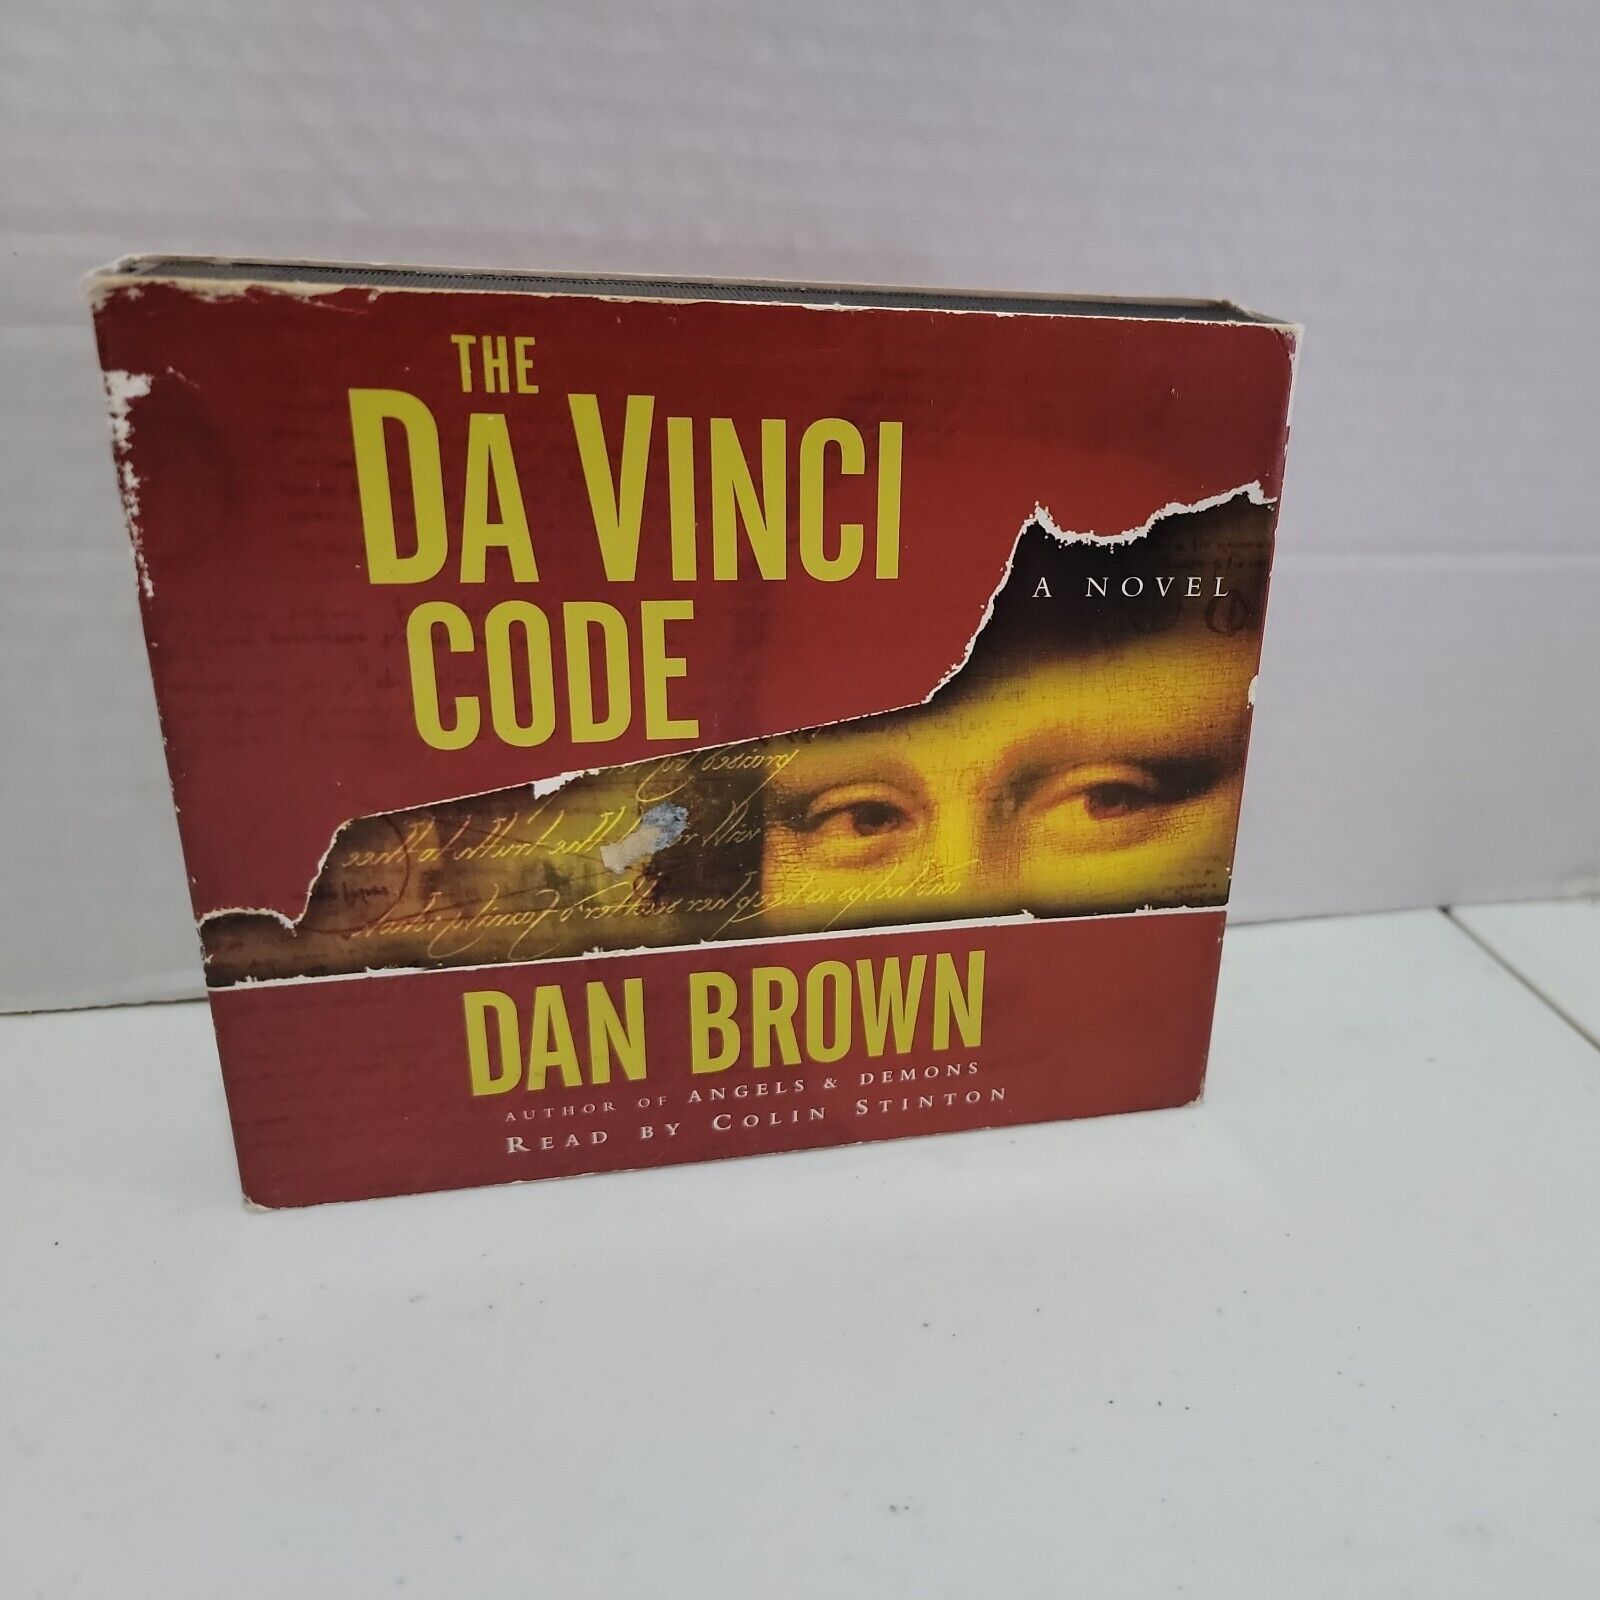 THE
DA VINCI
CODE
A NOVEL
DAN BROWN
AUTHOR OF ANGELS & DEMONS
READ BY COLIN STINTON